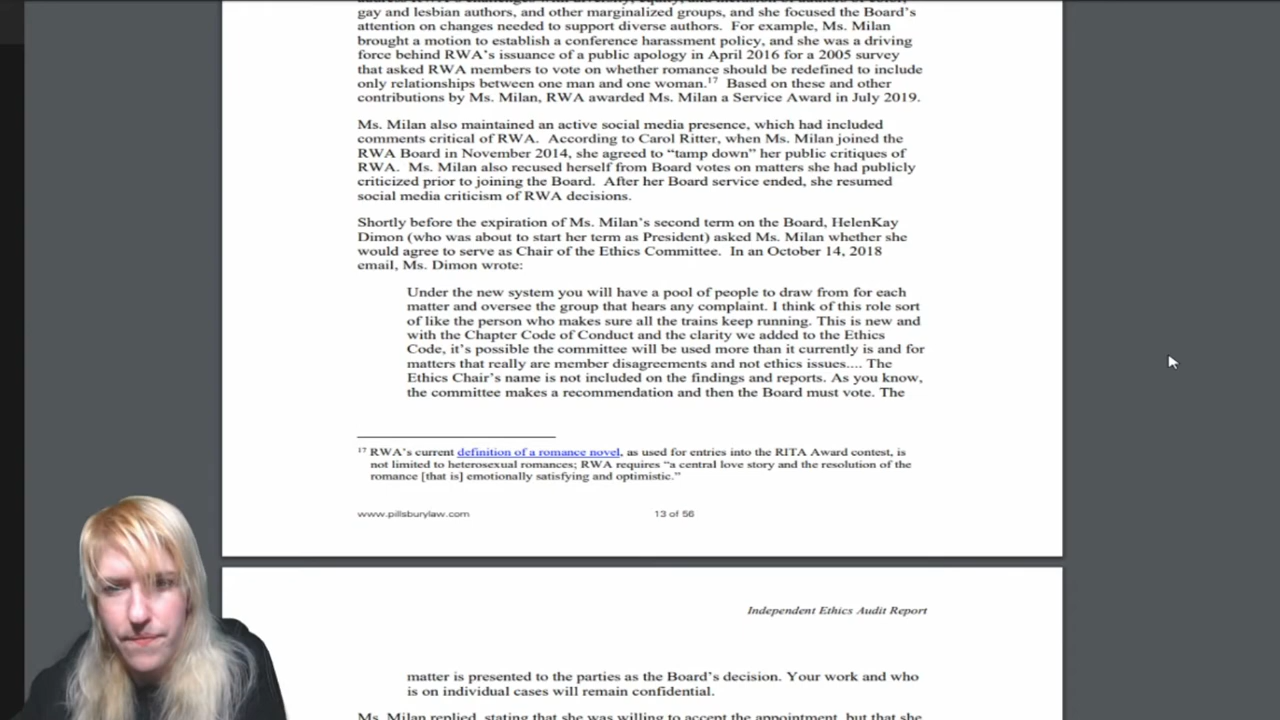 gay and lesbian authors, and other marginalized groups, and she focused the Board's
attention on changes needed to support diverse authors. For example, Ms. Milan
brought a motion to establish a conference harassment policy, and she was a driving
force behind RWA's issuance of a public apology in April 2016 for a 2005 survey
that asked RWA members to vote on whether romance should be redefined to include
only relationships between one man and one woman.17 Based on these and other
contributions by Ms. Milan, RWA awarded Ms. Milan a Service Award in July 2019.
Ms. Milan also maintained an active social media presence, which had included
comments critical of RWA. According to Carol Ritter, when Ms. Milan joined the
RWA Board in November 2014, she agreed to "tamp down" her public critiques of
RWA. Ms. Milan also recused herself from Board votes on matters she had publicly
criticized prior to joining the Board. After her Board service ended, she resumed
social media criticism of RWA decisions.
Shortly before the expiration of Ms. Milan's second term on the Board, HelenKay
Dimon (who was about to start her term as President) asked Ms. Milan whether she
would agree to serve as Chair of the Ethics Committee. In an October 14, 2018
email, Ms. Dimon wrote:
Under the new system you will have a pool of people to draw from for each
matter and oversee the group that hears any complaint. I think of this role sort
of like the person who makes sure all the trains keep running. This is new and
with the Chapter Code of Conduct and the clarity we added to the Ethics
Code, it's possible the committee will be used more than it currently is and for
matters that really are member disagreements and not ethics issues.... The
Ethics Chair's name is not included on the findings and reports. As you know,
the committee makes a recommendation and then the Board must vote. The
17 RWA's current definition of a romance novel, as used for entries into the RITA Award contest, is
not limited to heterosexual romances; RWA requires "a central love story and the resolution of the
romance [that is] emotionally satisfying and optimistic."
www.pillsburylaw.com 13 of 56
Independent Ethics Audit Report
matter is presented to the parties as the Board's decision. Your work and who
is on individual cases will remain confidential.
Ms. Milan replied, stating that she was willing to accept the appointment, but that she